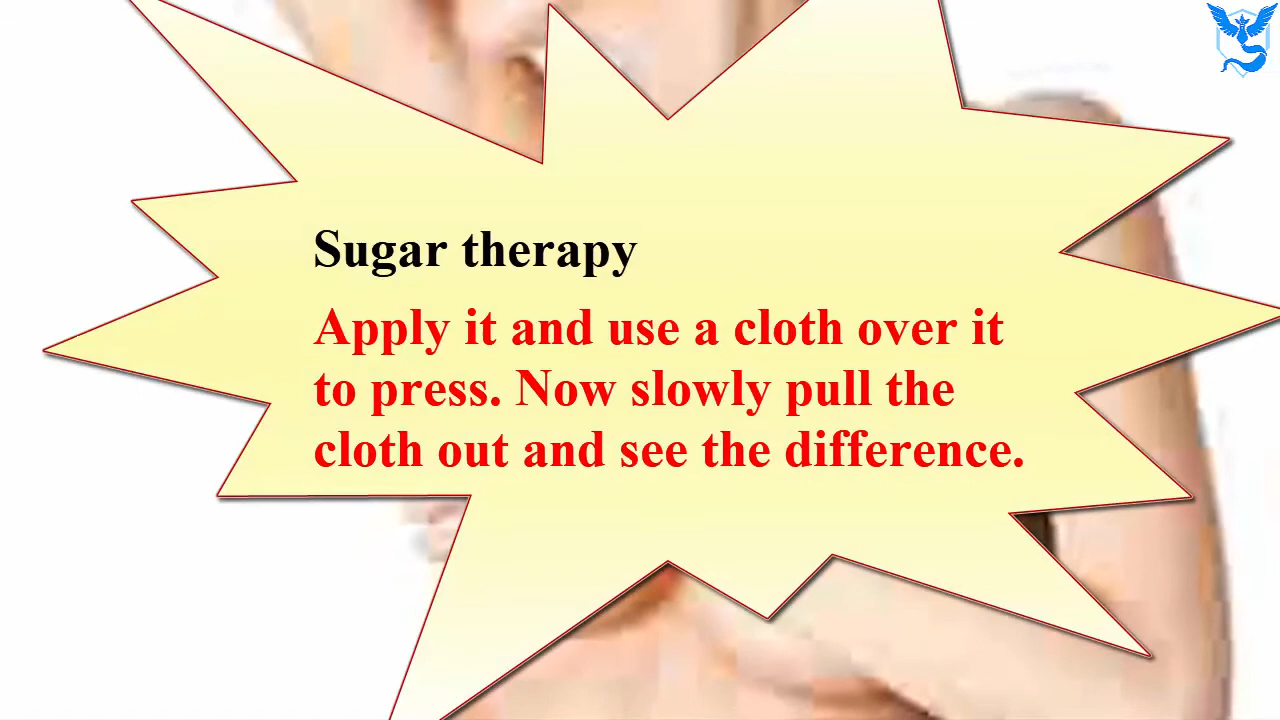 Sugar therapy
Apply it and use a cloth over it
to press. Now slowly pull the
cloth out and see the difference.